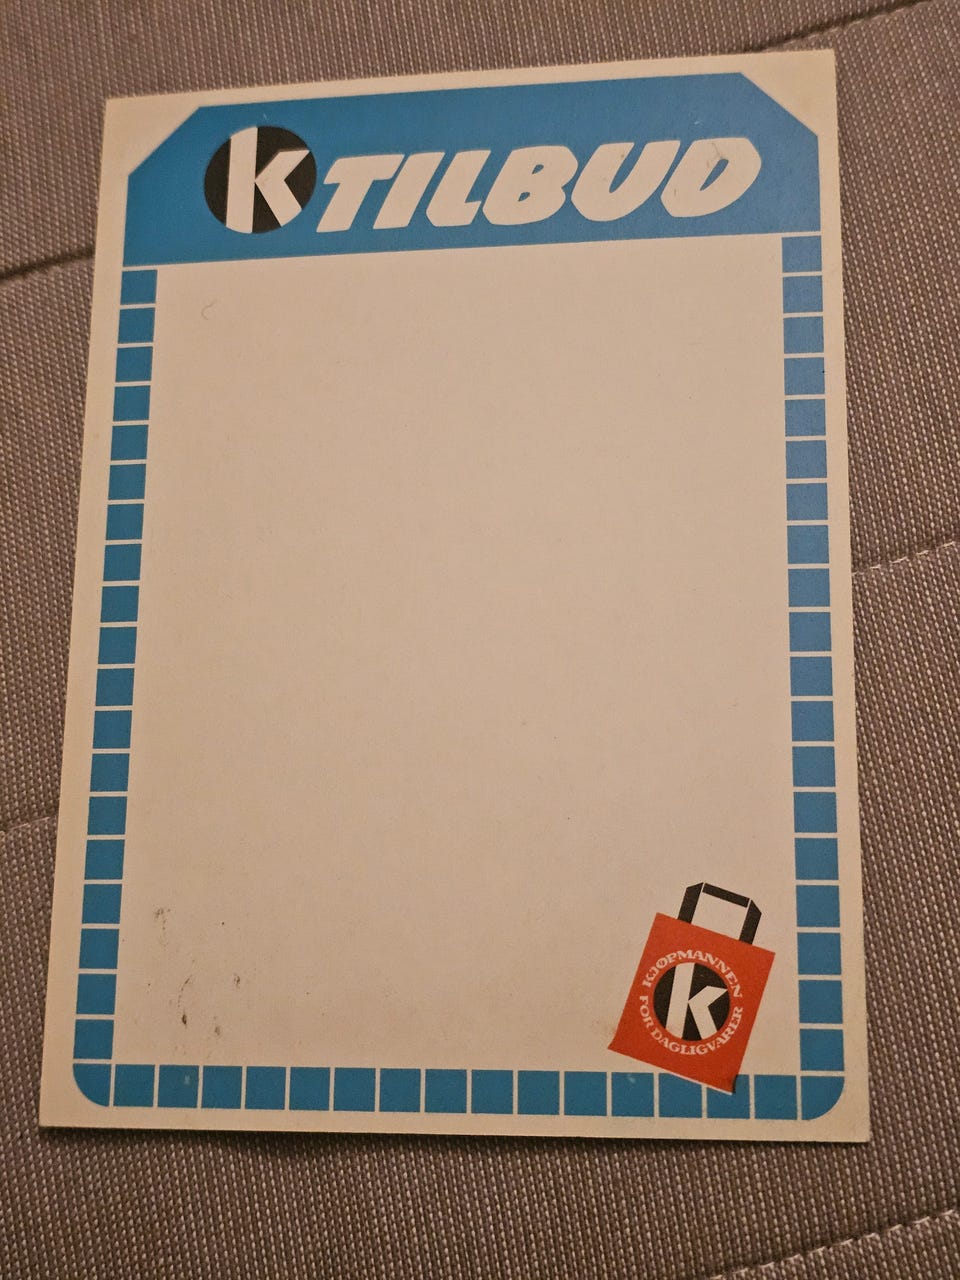 K TILBUD
KJØPMANNEN
K
FOR DAGLIGVARER